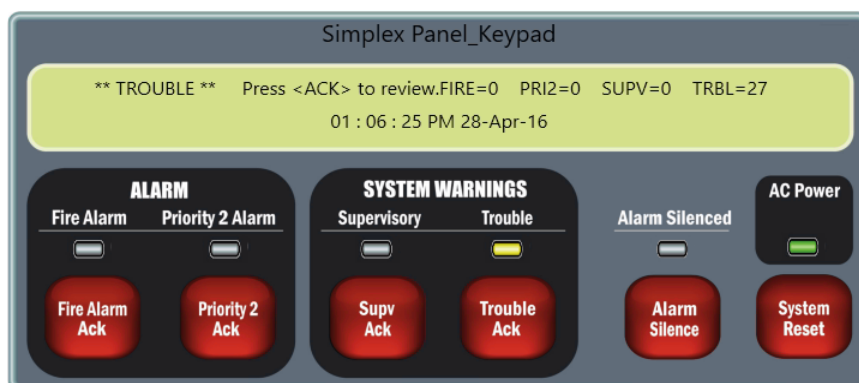 Simplex Panel_Keypad
** TROUBLE ** Press <ACK> to review.FIRE=0 PRI2=0 SUPV=0 TRBL=27
01 : 06 : 25 PM 28-Apr-16
ALARM
Fire Alarm Priority 2 Alarm
Fire Alarm Ack
Priority 2 Ack
SYSTEM WARNINGS
Supervisory Trouble
Supv Ack
Trouble Ack
Alarm Silenced
Alarm Silence
AC Power
System Reset